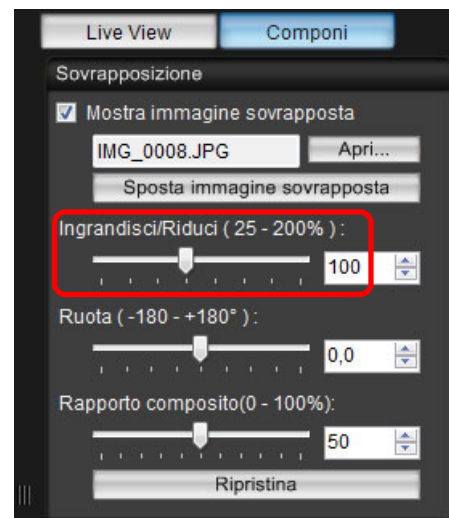 Live View Componi
Sovrapposizione
Mostra immagine sovrapposta
IMG_0008.JPG Apri...
Sposta immagine sovrapposta
Ingrandisci/Riduci ( 25 - 200% ) :
100
Ruota ( -180 - +180° ) :
0,0
Rapporto composito(0 - 100%):
50
Ripristina